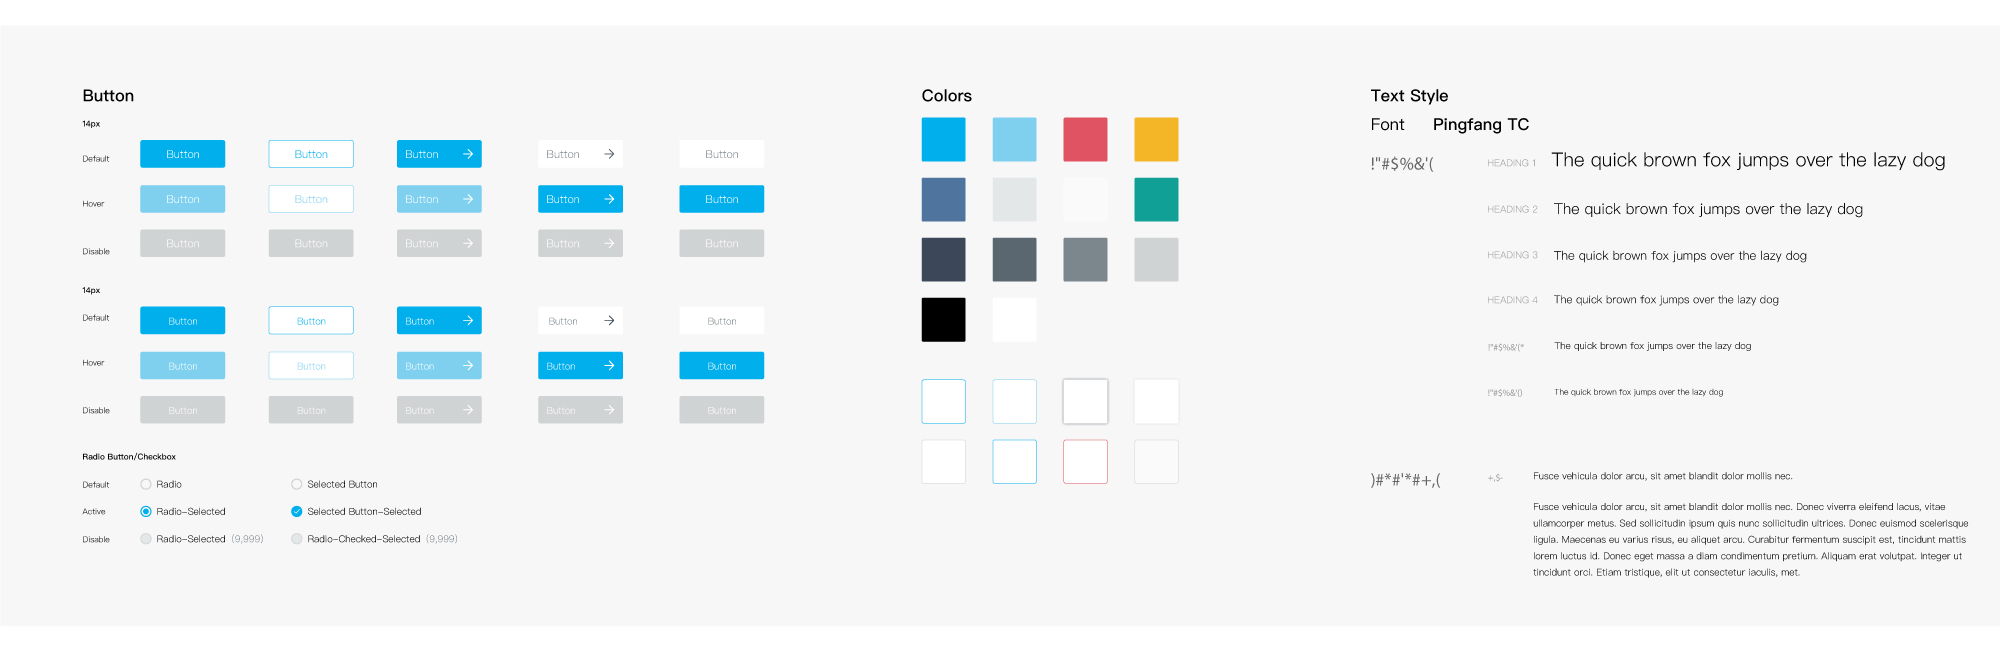 Button
14px
Default
Button
Button
Button
Button
Button
Hover
Button
Button
Button
Button
Button
Disable
Button
Button
Button
Button
Button
14px
Default
Button
Button
Button
Button
Button
Hover
Button
Button
Button
Button
Button
Disable
Button
Button
Button
Button
Button
Radio Button/Checkbox
Default
Radio
Selected Button
Active
Radio-Selected
Selected Button-Selected
Disable
Radio-Selected (9,999)
Radio-Checked-Selected (9,999)
Colors
Text Style
Font Pingfang TC
!"#$%&'(
HEADING 1 The quick brown fox jumps over the lazy dog
HEADING 2 The quick brown fox jumps over the lazy dog
HEADING 3 The quick brown fox jumps over the lazy dog
HEADING 4 The quick brown fox jumps over the lazy dog
!"#$%&'(* The quick brown fox jumps over the lazy dog
!"#$%&'() The quick brown fox jumps over the lazy dog
)#*#'*#+,(
+,$- Fusce vehicula dolor arcu, sit amet blandit dolor mollis nec.
Fusce vehicula dolor arcu, sit amet blandit dolor mollis nec. Donec viverra eleifend lacus, vitae
ullamcorper metus. Sed sollicitudin ipsum quis nunc sollicitudin ultrices. Donec euismod scelerisque
ligula. Maecenas eu varius risus, eu aliquet arcu. Curabitur fermentum suscipit est, tincidunt mattis
lorem luctus id. Donec eget massa a diam condimentum pretium. Aliquam erat volutpat. Integer ut
tincidunt orci. Etiam tristique, elit ut consectetur iaculis, met.